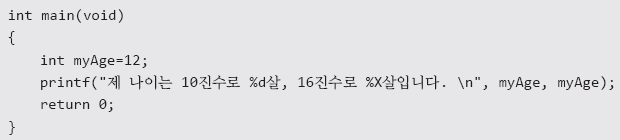 int main(void)
{
    int myAge=12;
    printf("제 나이는 10진수로 %d살, 16진수로 %X살입니다. \n", myAge, myAge);
    return 0;
}